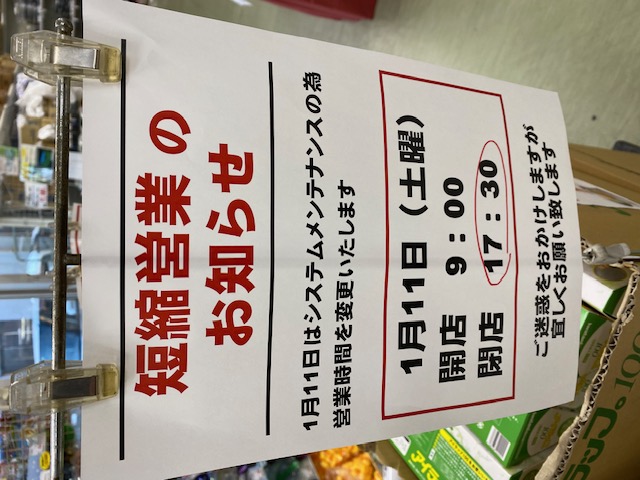 短縮営業の
お知らせ
1月11日はシステムメンテナンスの為
営業時間を変更いたします
1月11日（土曜）
開店 9：00
閉店 17：30
ご迷惑をおかけしますが
宜しくお願い致します